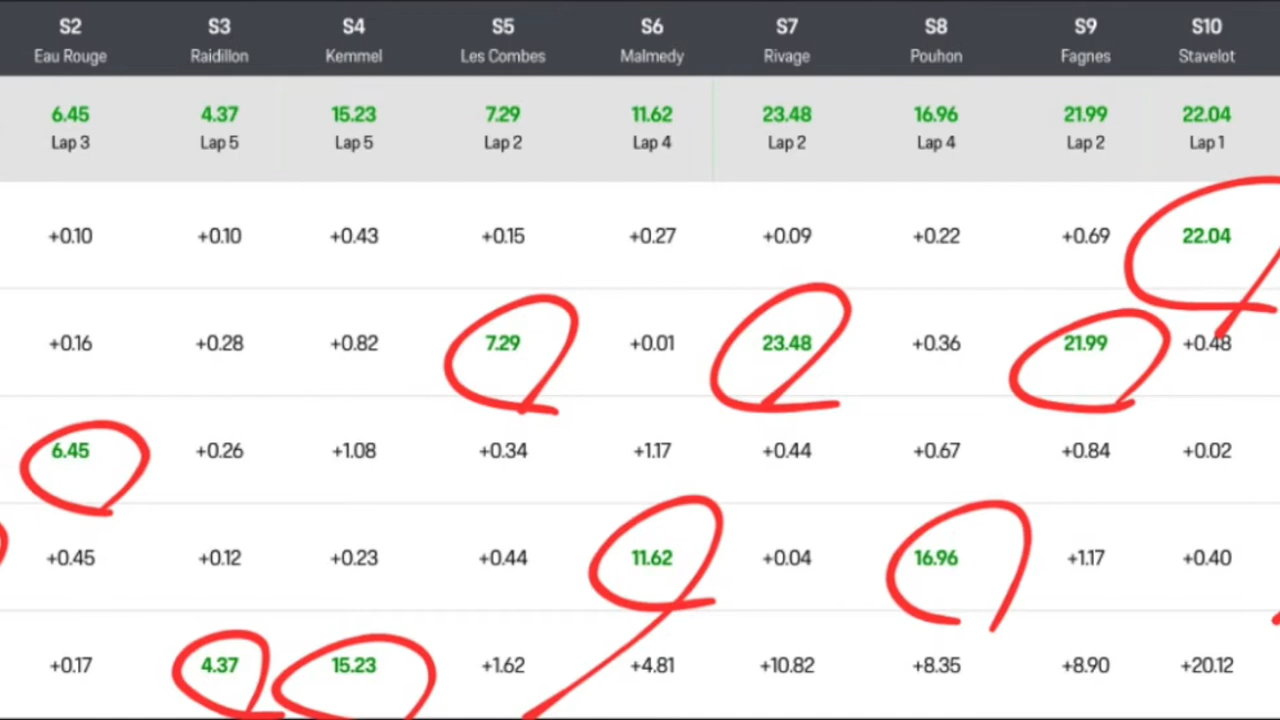 S2 S3 S4 S5 S6 S7 S8 S9 S10
Eau Rouge Raidillon Kemmel Les Combes Malmedy Rivage Pouhon Fagnes Stavelot
6.45 4.37 15.23 7.29 11.62 23.48 16.96 21.99 22.04
Lap 3 Lap 5 Lap 5 Lap 2 Lap 4 Lap 2 Lap 4 Lap 2 Lap 1
+0.10 +0.10 +0.43 +0.15 +0.27 +0.09 +0.22 +0.69 22.04
+0.16 +0.28 +0.82 7.29 +0.01 23.48 +0.36 21.99 +0.48
6.45 +0.26 +1.08 +0.34 +1.17 +0.44 +0.67 +0.84 +0.02
+0.45 +0.12 +0.23 +0.44 11.62 +0.04 16.96 +1.17 +0.40
+0.17 4.37 15.23 +1.62 +4.81 +10.82 +8.35 +8.90 +20.12